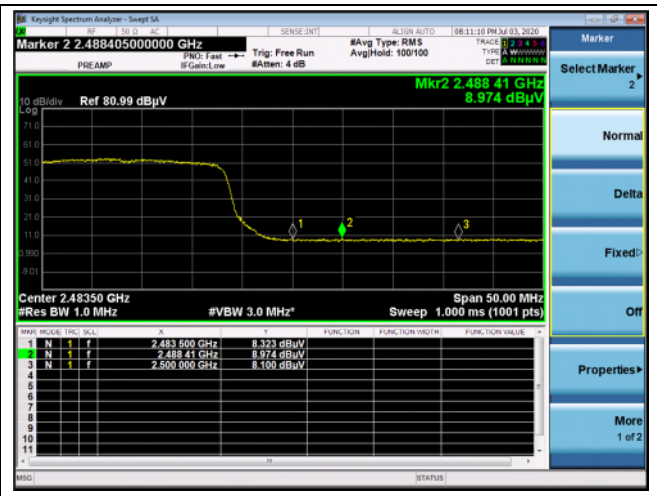 Keysight Spectrum Analyzer - Swept SA
RF 50 Ω AC SENSE:INT ALIGN AUTO 08:11:10 PM Jul 03, 2020
Marker 2 2.488405000000 GHz
PREAMP
PNO: Fast
IFGain:Low
Trig: Free Run
#Atten: 4 dB
#Avg Type: RMS
Avg|Hold: 100/100
TRACE 1 2 3 4 5 6
TYPE A WWWWW
DET A N N N N N
Mkr2 2.488 41 GHz
8.974 dBµV
10 dB/div Ref 80.99 dBµV
Log
71.0
61.0
51.0
41.0
31.0
21.0
11.0
0.990
-9.01
1
2
3
Center 2.48350 GHz
Span 50.00 MHz
#Res BW 1.0 MHz #VBW 3.0 MHz* Sweep 1.000 ms (1001 pts)
MKR MODE TRC SCL X Y FUNCTION FUNCTION WIDTH FUNCTION VALUE
1 N 1 f 2.483 500 GHz 8.323 dBuV
2 N 1 f 2.488 41 GHz 8.974 dBuV
3 N 1 f 2.500 000 GHz 8.100 dBuV
4
5
6
7
8
9
10
11
MSG STATUS
Marker
Select Marker
2
Normal
Delta
Fixed
Off
Properties
More
1 of 2